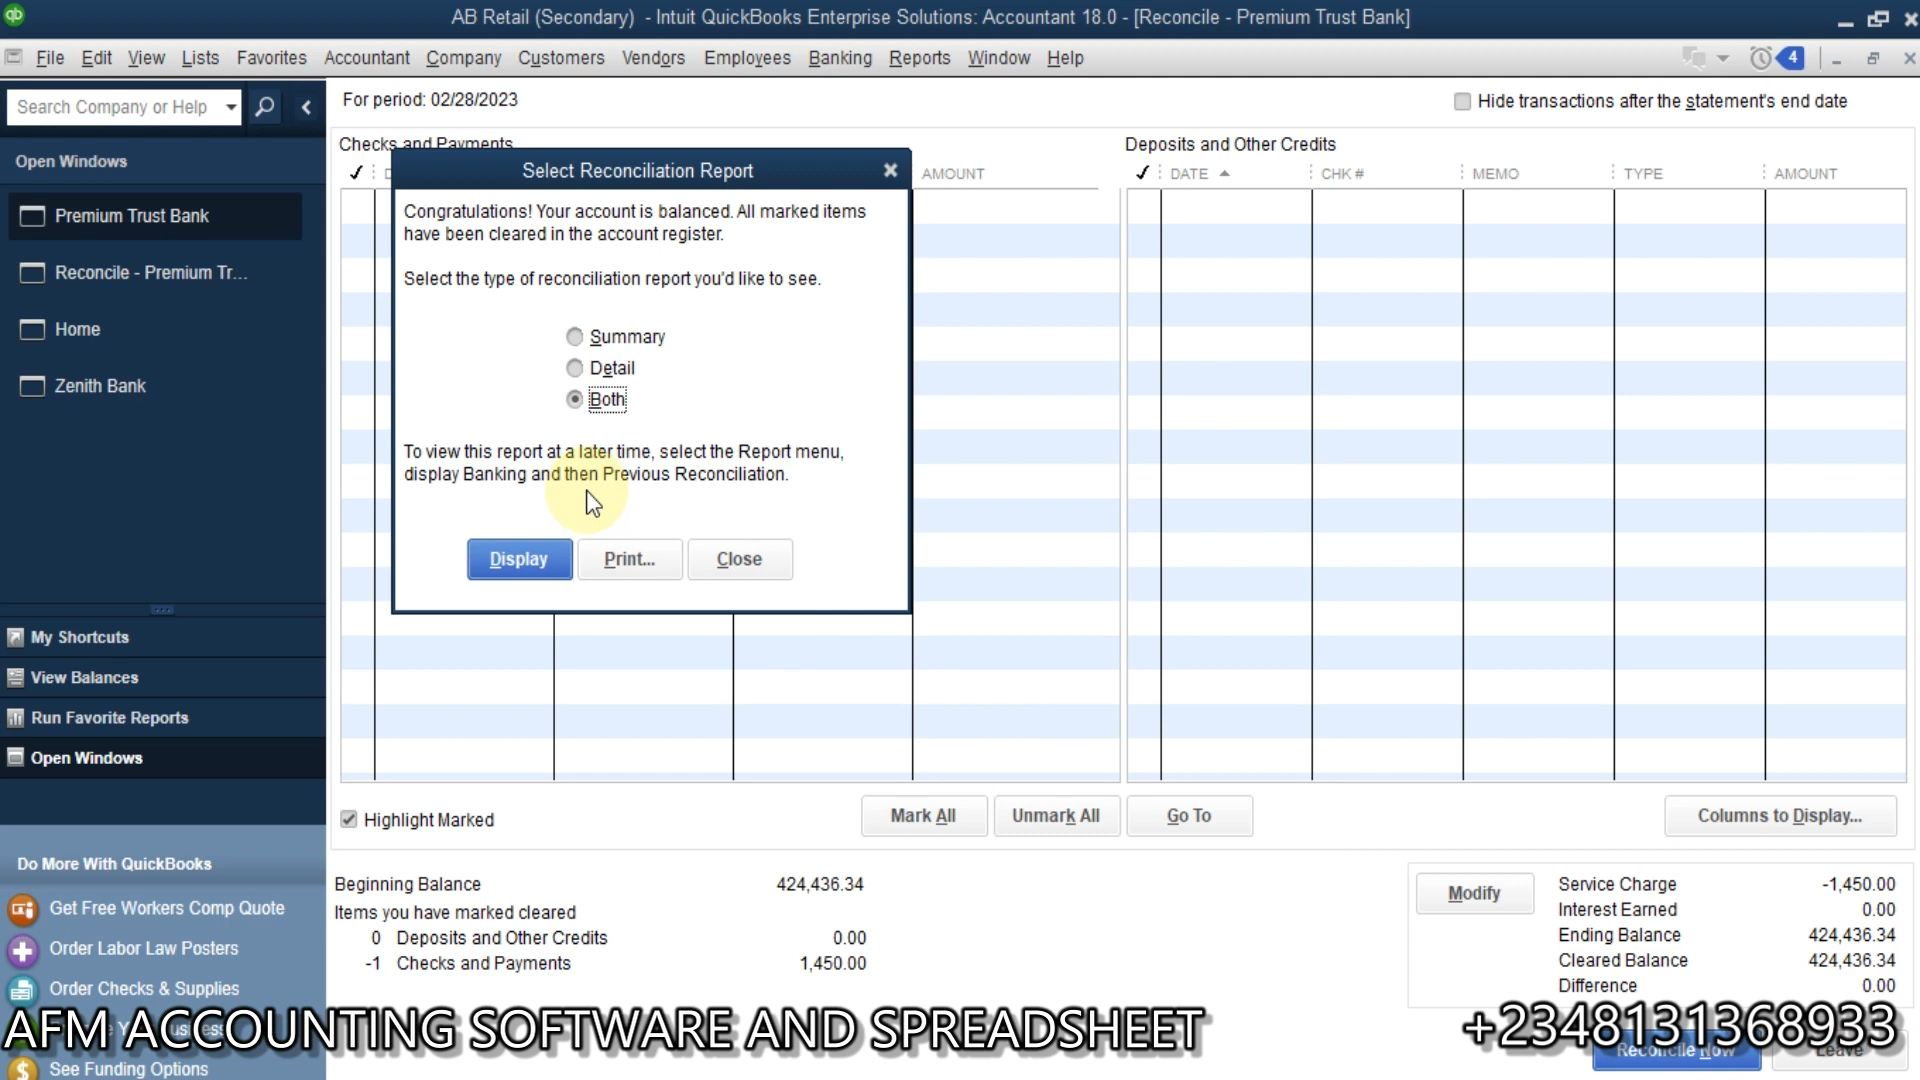 AB Retail (Secondary) - Intuit QuickBooks Enterprise Solutions: Accountant 18.0 - [Reconcile - Premium Trust Bank]
File Edit View Lists Favorites Accountant Company Customers Vendors Employees Banking Reports Window Help
4
Search Company or Help
For period: 02/28/2023
Hide transactions after the statement's end date
Open Windows
Premium Trust Bank
Reconcile - Premium Tr...
Home
Zenith Bank
Checks and Payments
AMOUNT
Deposits and Other Credits
DATE CHK # MEMO TYPE AMOUNT
Select Reconciliation Report
Congratulations! Your account is balanced. All marked items
have been cleared in the account register.
Select the type of reconciliation report you'd like to see.
Summary
Detail
Both
To view this report at a later time, select the Report menu,
display Banking and then Previous Reconciliation.
Display Print... Close
My Shortcuts
View Balances
Run Favorite Reports
Open Windows
Highlight Marked
Mark All Unmark All Go To Columns to Display...
Do More With QuickBooks
Get Free Workers Comp Quote
Order Labor Law Posters
Order Checks & Supplies
See Funding Options
Beginning Balance 424,436.34
Items you have marked cleared
0 Deposits and Other Credits 0.00
-1 Checks and Payments 1,450.00
Modify
Service Charge -1,450.00
Interest Earned 0.00
Ending Balance 424,436.34
Cleared Balance 424,436.34
Difference 0.00
Reconcile Now Leave
AFM ACCOUNTING SOFTWARE AND SPREADSHEET
+2348131368933